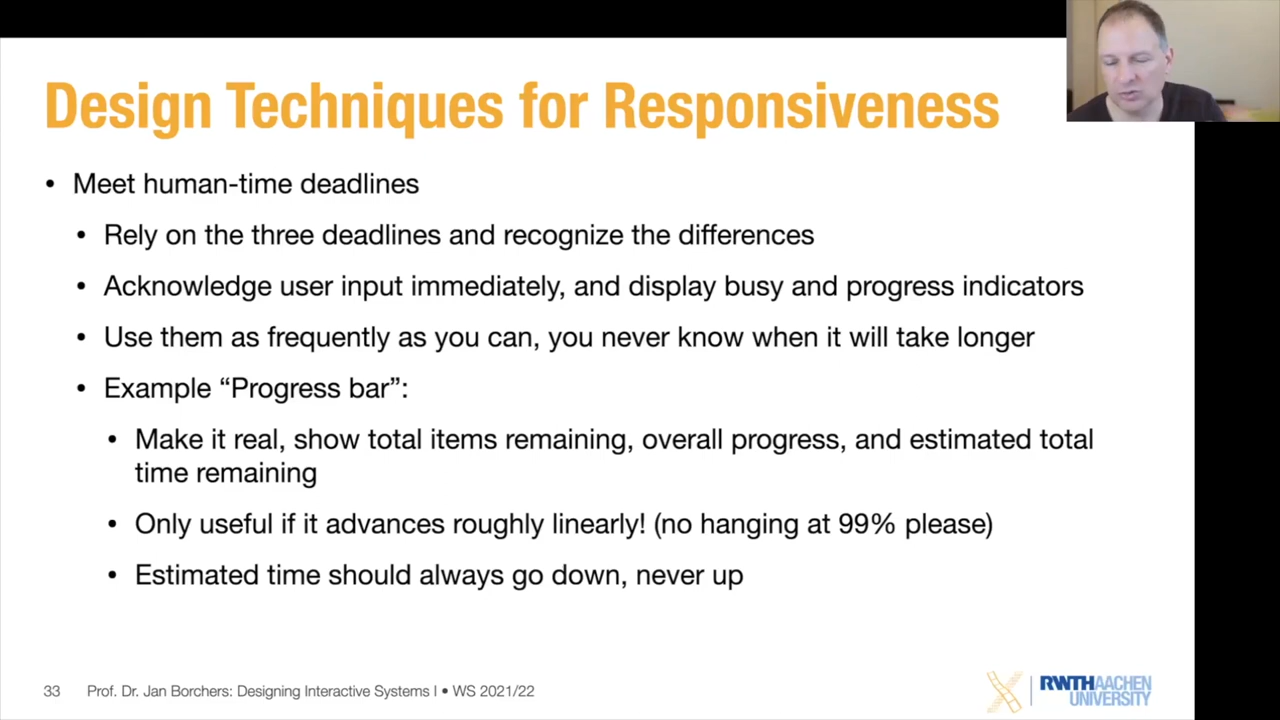 Design Techniques for Responsiveness
• Meet human-time deadlines
• Rely on the three deadlines and recognize the differences
• Acknowledge user input immediately, and display busy and progress indicators
• Use them as frequently as you can, you never know when it will take longer
• Example “Progress bar”:
• Make it real, show total items remaining, overall progress, and estimated total
time remaining
• Only useful if it advances roughly linearly! (no hanging at 99% please)
• Estimated time should always go down, never up
33 Prof. Dr. Jan Borchers: Designing Interactive Systems I • WS 2021/22
RWTH AACHEN
UNIVERSITY